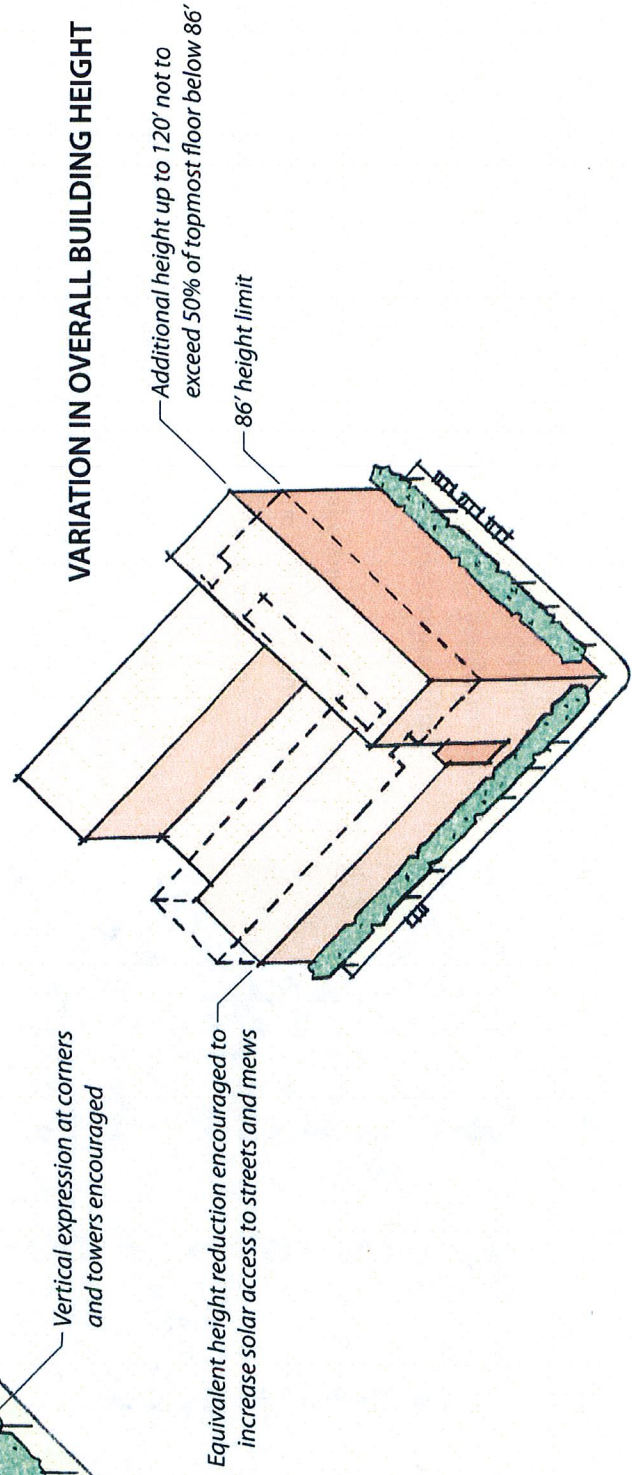 VARIATION IN OVERALL BUILDING HEIGHT
Additional height up to 120' not to
exceed 50% of topmost floor below 86'
86' height limit
Vertical expression at corners
and towers encouraged
Equivalent height reduction encouraged to
increase solar access to streets and mews